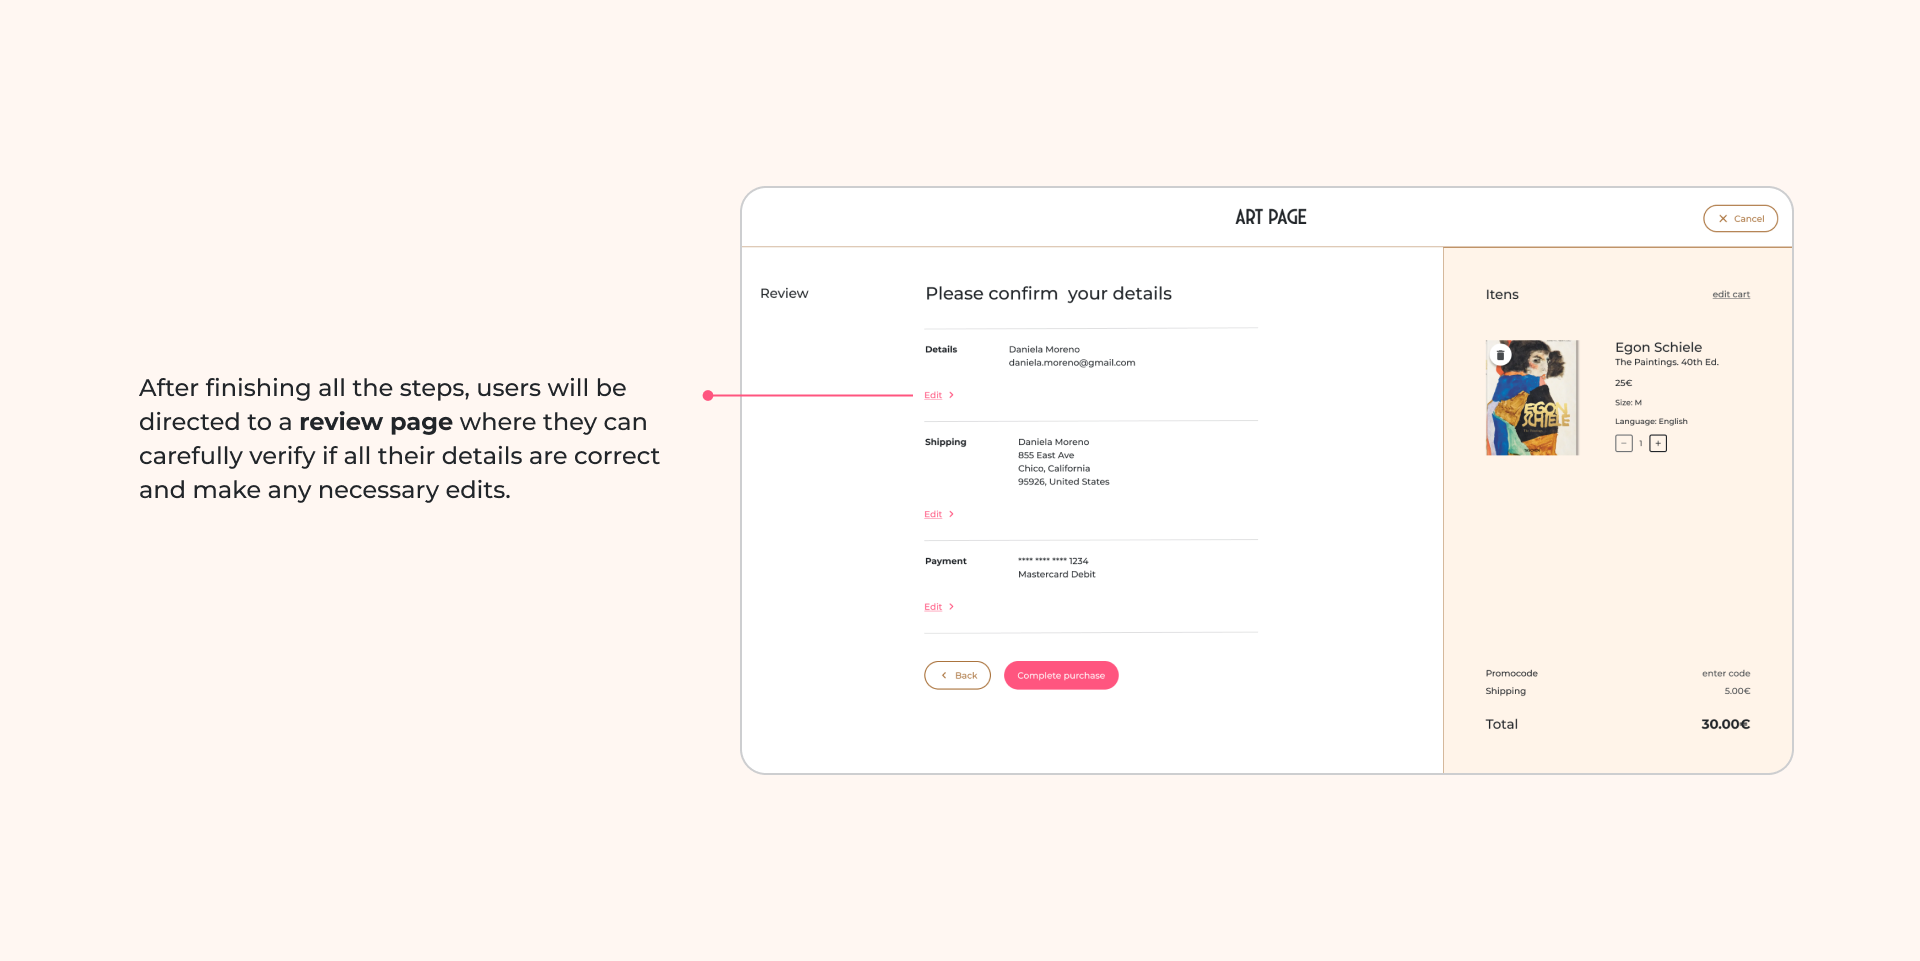 After finishing all the steps, users will be
directed to a review page where they can
carefully verify if all their details are correct
and make any necessary edits.
ART PAGE
Cancel
Review
Please confirm  your details
Details
Daniela Moreno
daniela.moreno@gmail.com
Edit
Shipping
Daniela Moreno
855 East Ave
Chico, California
95926, United States
Edit
Payment
**** **** **** 1234
Mastercard Debit
Edit
Back
Complete purchase
Itens
edit cart
EGON
SCHIELE
Egon Schiele
The Paintings. 40th Ed.
25€
Size: M
Language: English
− 1 +
Promocode
enter code
Shipping
5.00€
Total
30.00€